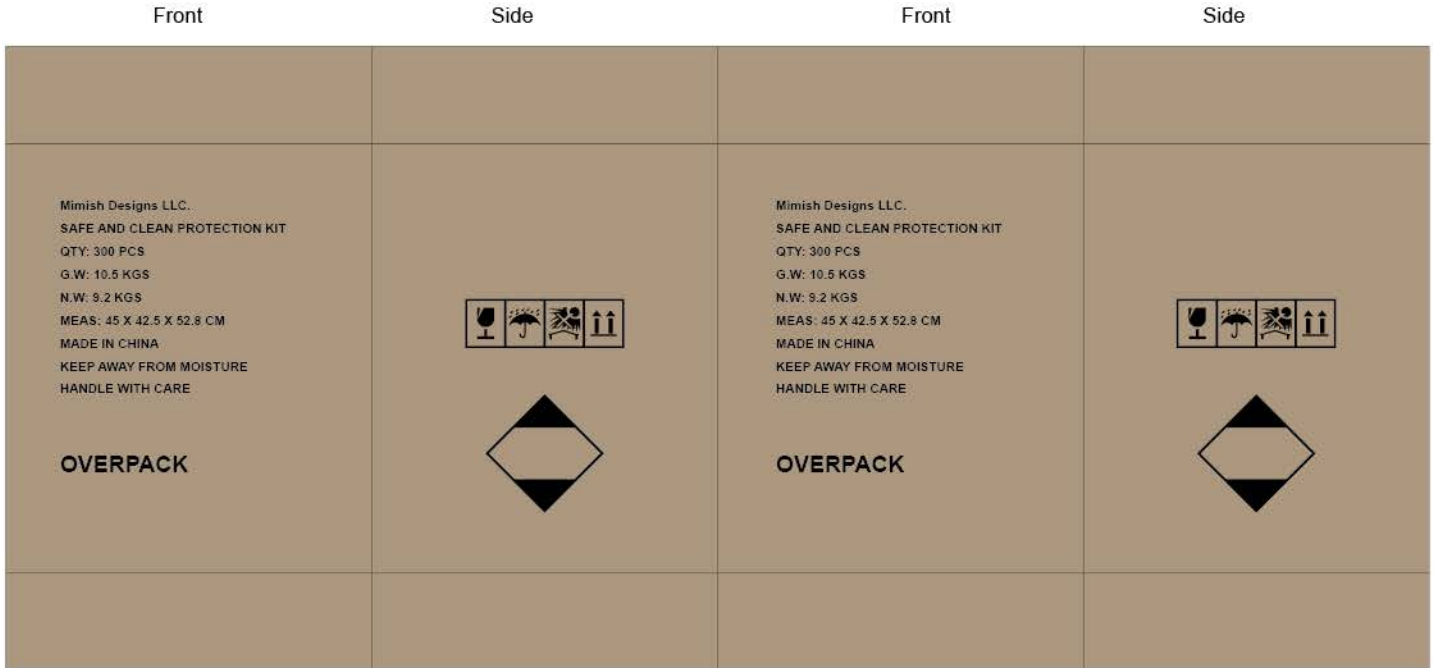 Front
Side
Front
Side
Mimish Designs LLC.
SAFE AND CLEAN PROTECTION KIT
QTY: 300 PCS
G.W: 10.5 KGS
N.W: 9.2 KGS
MEAS: 45 X 42.5 X 52.8 CM
MADE IN CHINA
KEEP AWAY FROM MOISTURE
HANDLE WITH CARE
OVERPACK
Mimish Designs LLC.
SAFE AND CLEAN PROTECTION KIT
QTY: 300 PCS
G.W: 10.5 KGS
N.W: 9.2 KGS
MEAS: 45 X 42.5 X 52.8 CM
MADE IN CHINA
KEEP AWAY FROM MOISTURE
HANDLE WITH CARE
OVERPACK